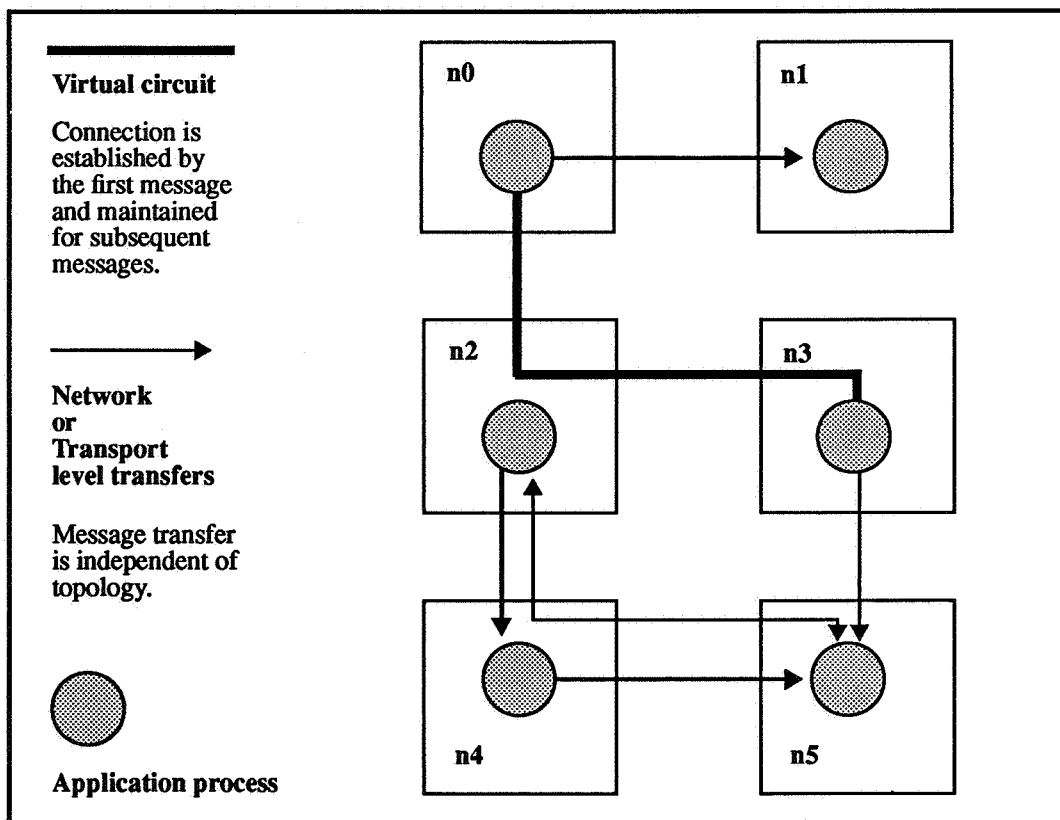 Virtual circuit
Connection is
established by
the first message
and maintained
for subsequent
messages.
Network
or
Transport
level transfers
Message transfer
is independent of
topology.
Application process
n0
n1
n2
n3
n4
n5